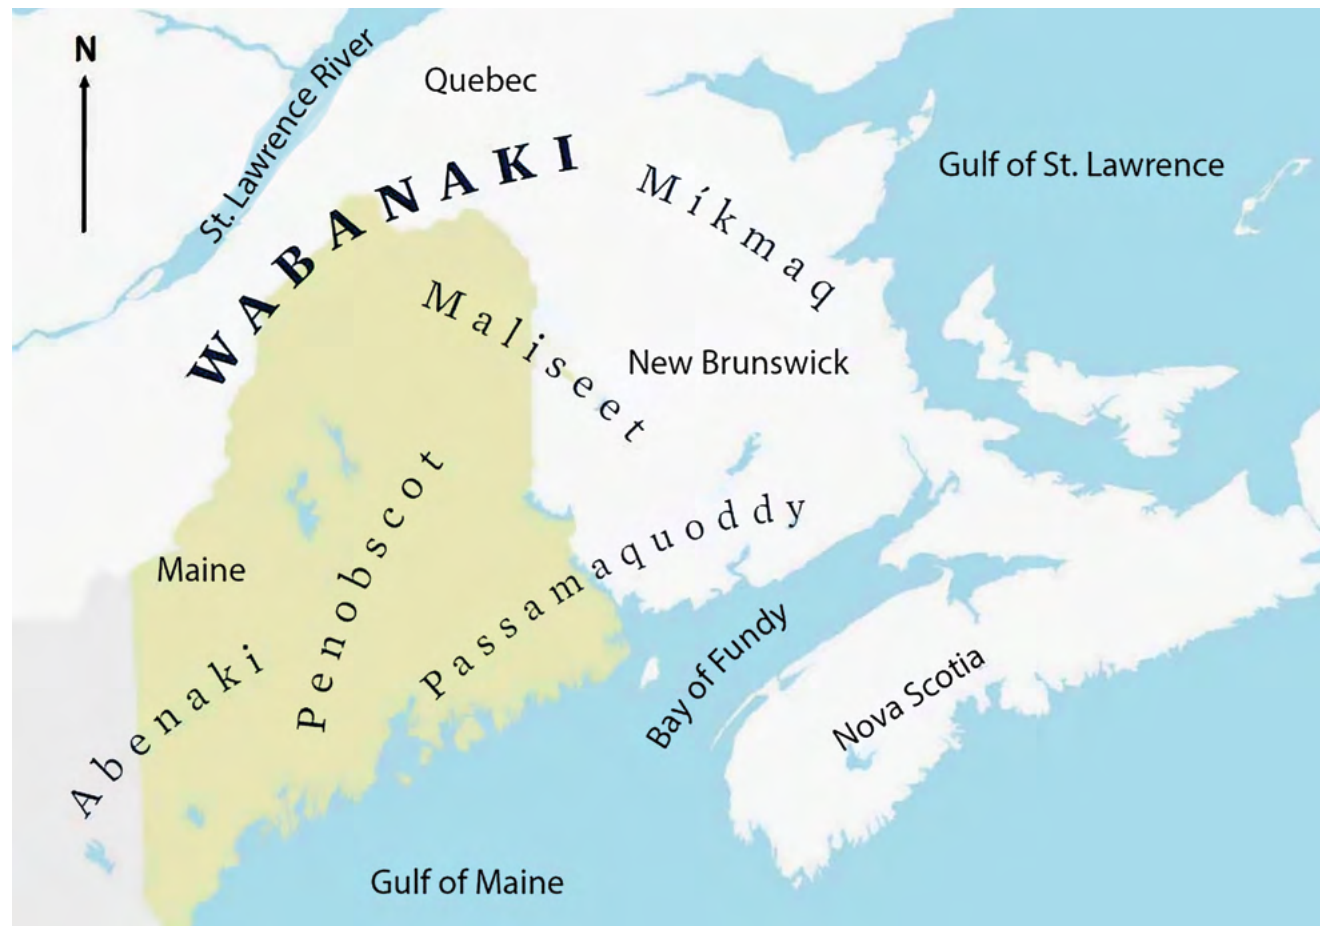 N
St. Lawrence River
Quebec
WABANAKI
Míkmaq
Gulf of St. Lawrence
Maliseet
New Brunswick
Penobscot
Passamaquoddy
Maine
Abenaki
Bay of Fundy
Nova Scotia
Gulf of Maine